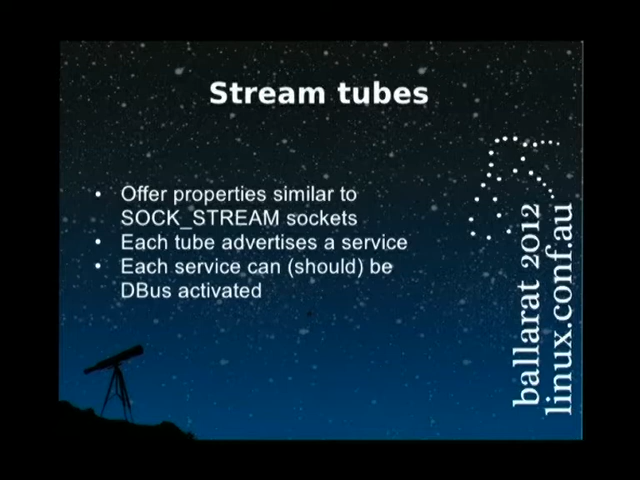 Stream tubes
• Offer properties similar to
SOCK_STREAM sockets
• Each tube advertises a service
• Each service can (should) be
DBus activated
ballarat 2012
linux.conf.au